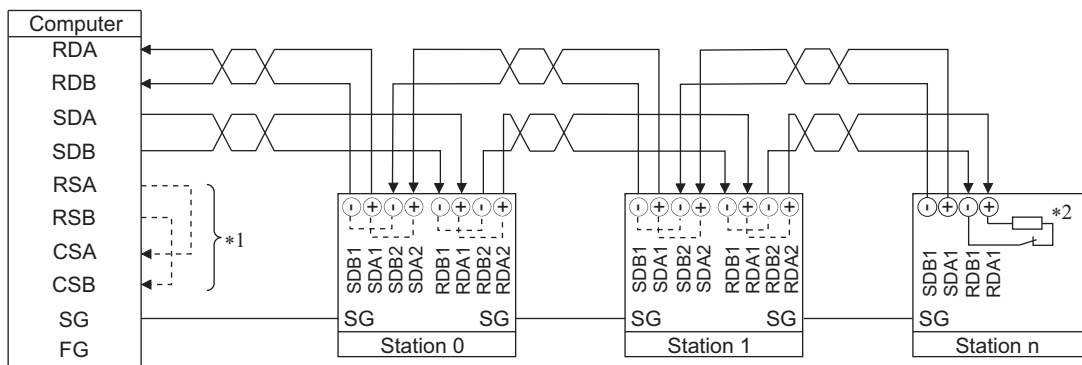 Computer
RDA
RDB
SDA
SDB
RSA
RSB
CSA
CSB
SG
FG
*1
- + - + - + - +
SDB1 SDA1 SDB2 SDA2 RDB1 RDA1 RDB2 RDA2
SG SG
Station 0
- + - + - + - +
SDB1 SDA1 SDB2 SDA2 RDB1 RDA1 RDB2 RDA2
SG SG
Station 1
- + - +
*2
SDB1 SDA1 RDB1 RDA1
SG
Station n